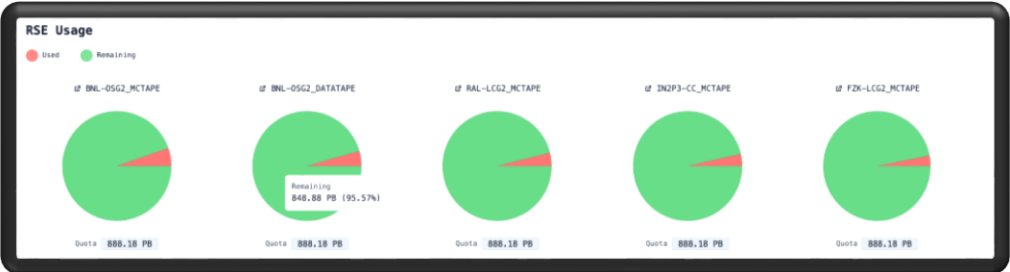 RSE Usage
Used Remaining
BNL-OSG2_MCTAPE BNL-OSG2_DATATAPE RAL-LCG2_MCTAPE IN2P3-CC_MCTAPE FZK-LCG2_MCTAPE
Remaining
848.88 PB (95.57%)
Quota 888.18 PB Quota 888.18 PB Quota 888.18 PB Quota 888.18 PB Quota 888.18 PB